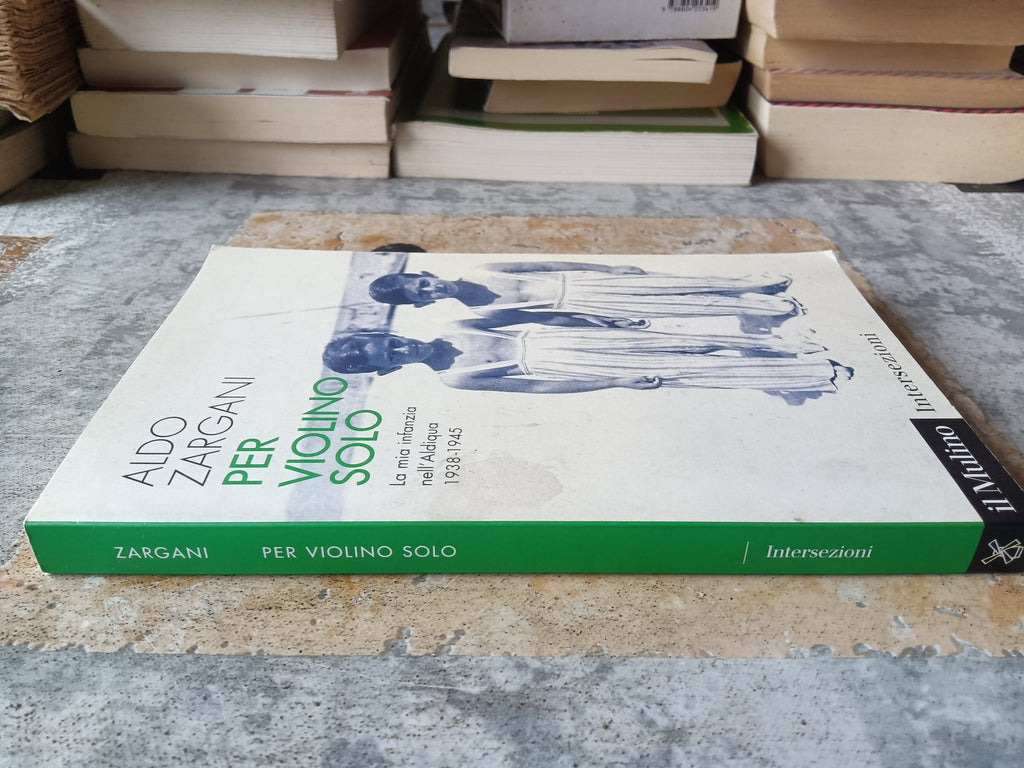 ALDO
ZARGANI
PER
VIOLINO
SOLO
La mia infanzia
nell'Aldiqua
1938-1945
Intersezioni
il Mulino
ZARGANI PER VIOLINO SOLO Intersezioni